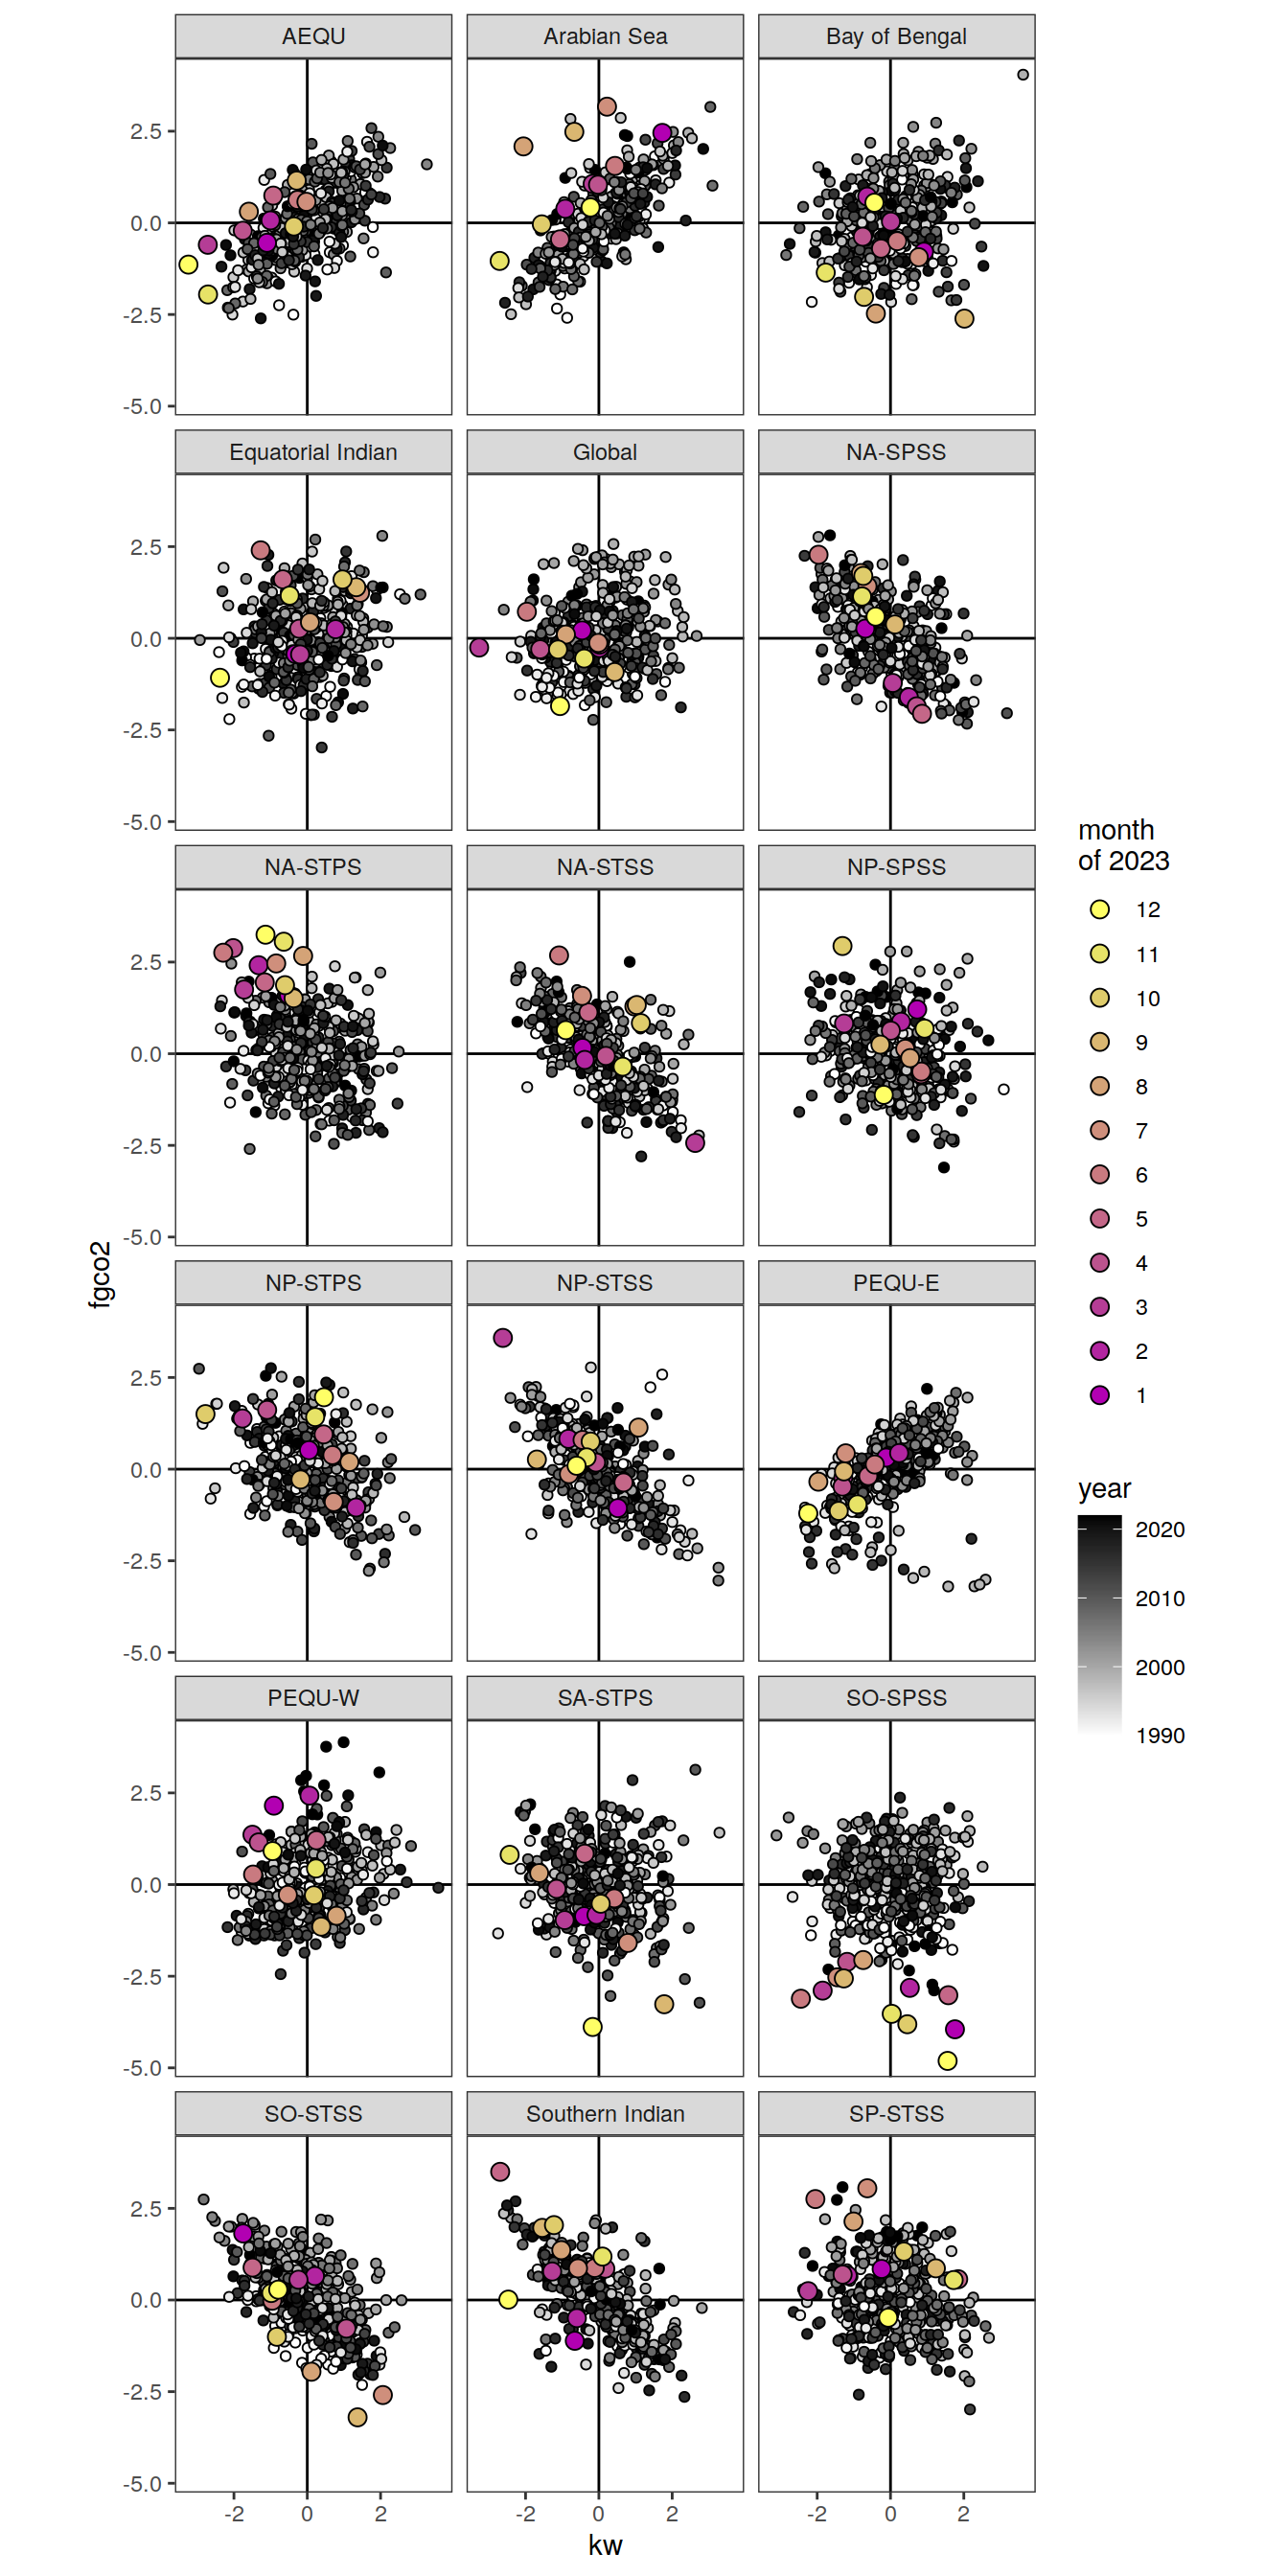 AEQU
Arabian Sea
Bay of Bengal
2.5
0.0
-2.5
-5.0
Equatorial Indian
Global
NA-SPSS
2.5
0.0
-2.5
-5.0
NA-STPS
NA-STSS
NP-SPSS
2.5
0.0
-2.5
-5.0
NP-STPS
NP-STSS
PEQU-E
2.5
0.0
-2.5
-5.0
PEQU-W
SA-STPS
SO-SPSS
2.5
0.0
-2.5
-5.0
SO-STSS
Southern Indian
SP-STSS
2.5
0.0
-2.5
-5.0
-2 0 2
-2 0 2
-2 0 2
kw
fgco2
month
of 2023
12
11
10
9
8
7
6
5
4
3
2
1
year
2020
2010
2000
1990